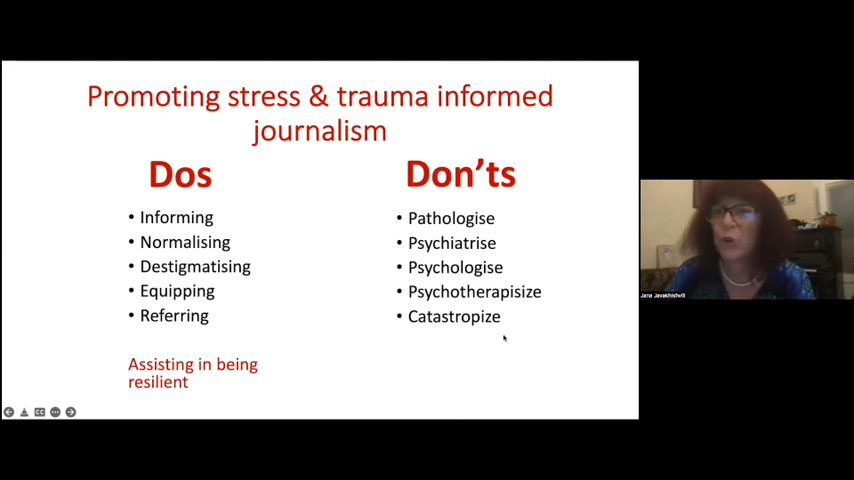 Promoting stress & trauma informed
journalism
Dos
Don'ts
• Informing
• Normalising
• Destigmatising
• Equipping
• Referring
Assisting in being
resilient
• Pathologise
• Psychiatrise
• Psychologise
• Psychotherapisize
• Catastropize
Jana Javakhishvili
CC